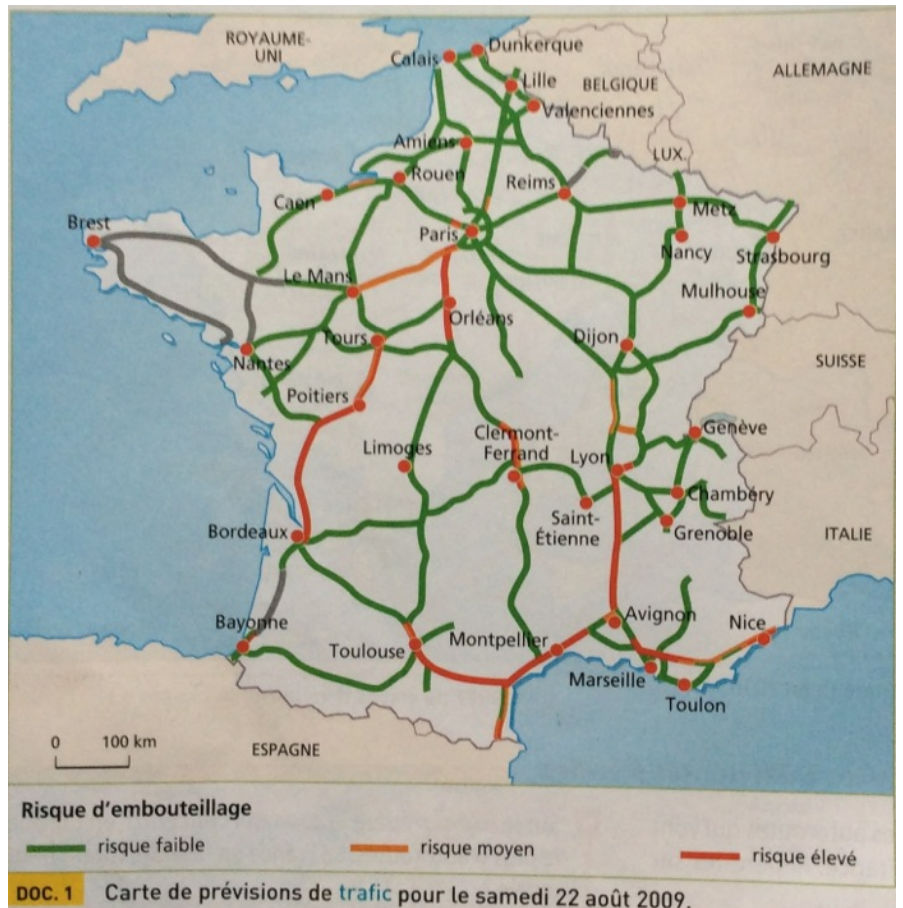 ROYAUME-
UNI
Calais
Dunkerque
Lille
BELGIQUE
ALLEMAGNE
Valenciennes
Amiens
LUX.
Rouen
Reims
Caen
Metz
Brest
Paris
Nancy
Strasbourg
Le Mans
Mulhouse
Orléans
Tours
Dijon
Nantes
SUISSE
Poitiers
Genève
Limoges
Clermont-
Ferrand
Lyon
Chambéry
Saint-
Étienne
Bordeaux
Grenoble
ITALIE
Bayonne
Avignon
Nice
Toulouse
Montpellier
Marseille
Toulon
0 100 km
ESPAGNE
Risque d'embouteillage
risque faible
risque moyen
risque élevé
DOC. 1 Carte de prévisions de trafic pour le samedi 22 août 2009.